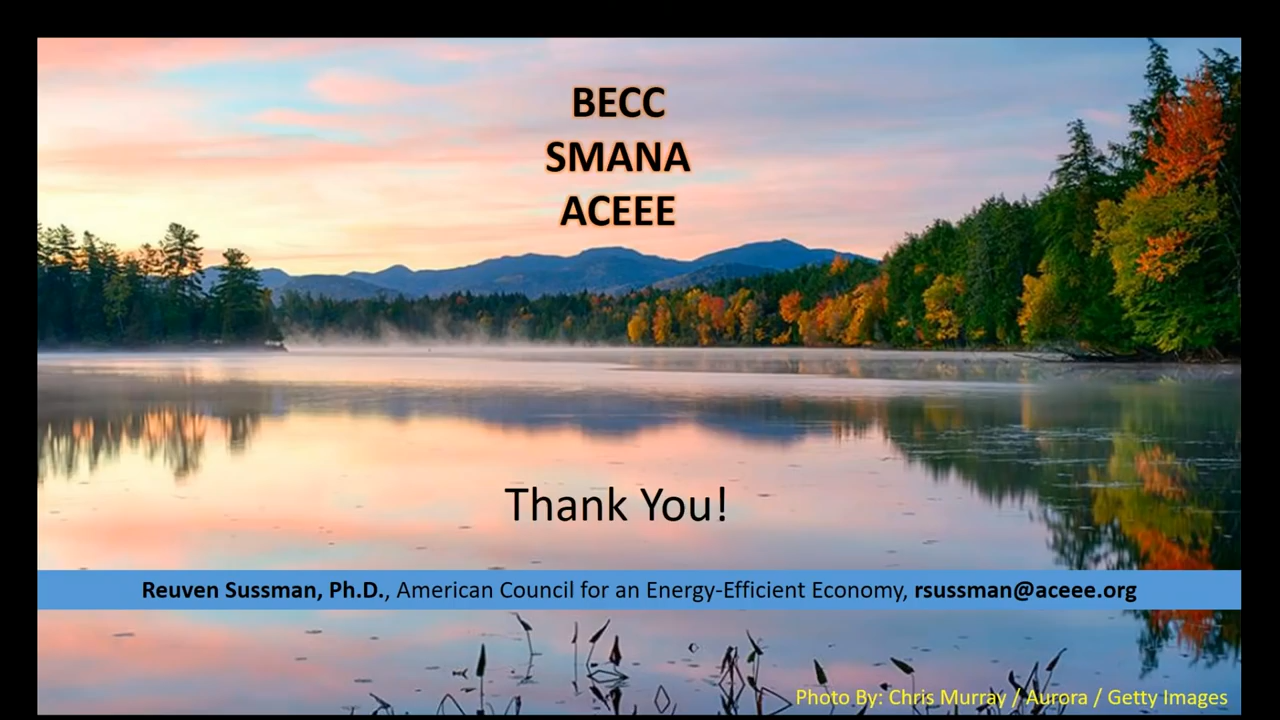 BECC
SMANA
ACEEE
Thank You!
Reuven Sussman, Ph.D., American Council for an Energy-Efficient Economy, rsussman@aceee.org
Photo By: Chris Murray / Aurora / Getty Images